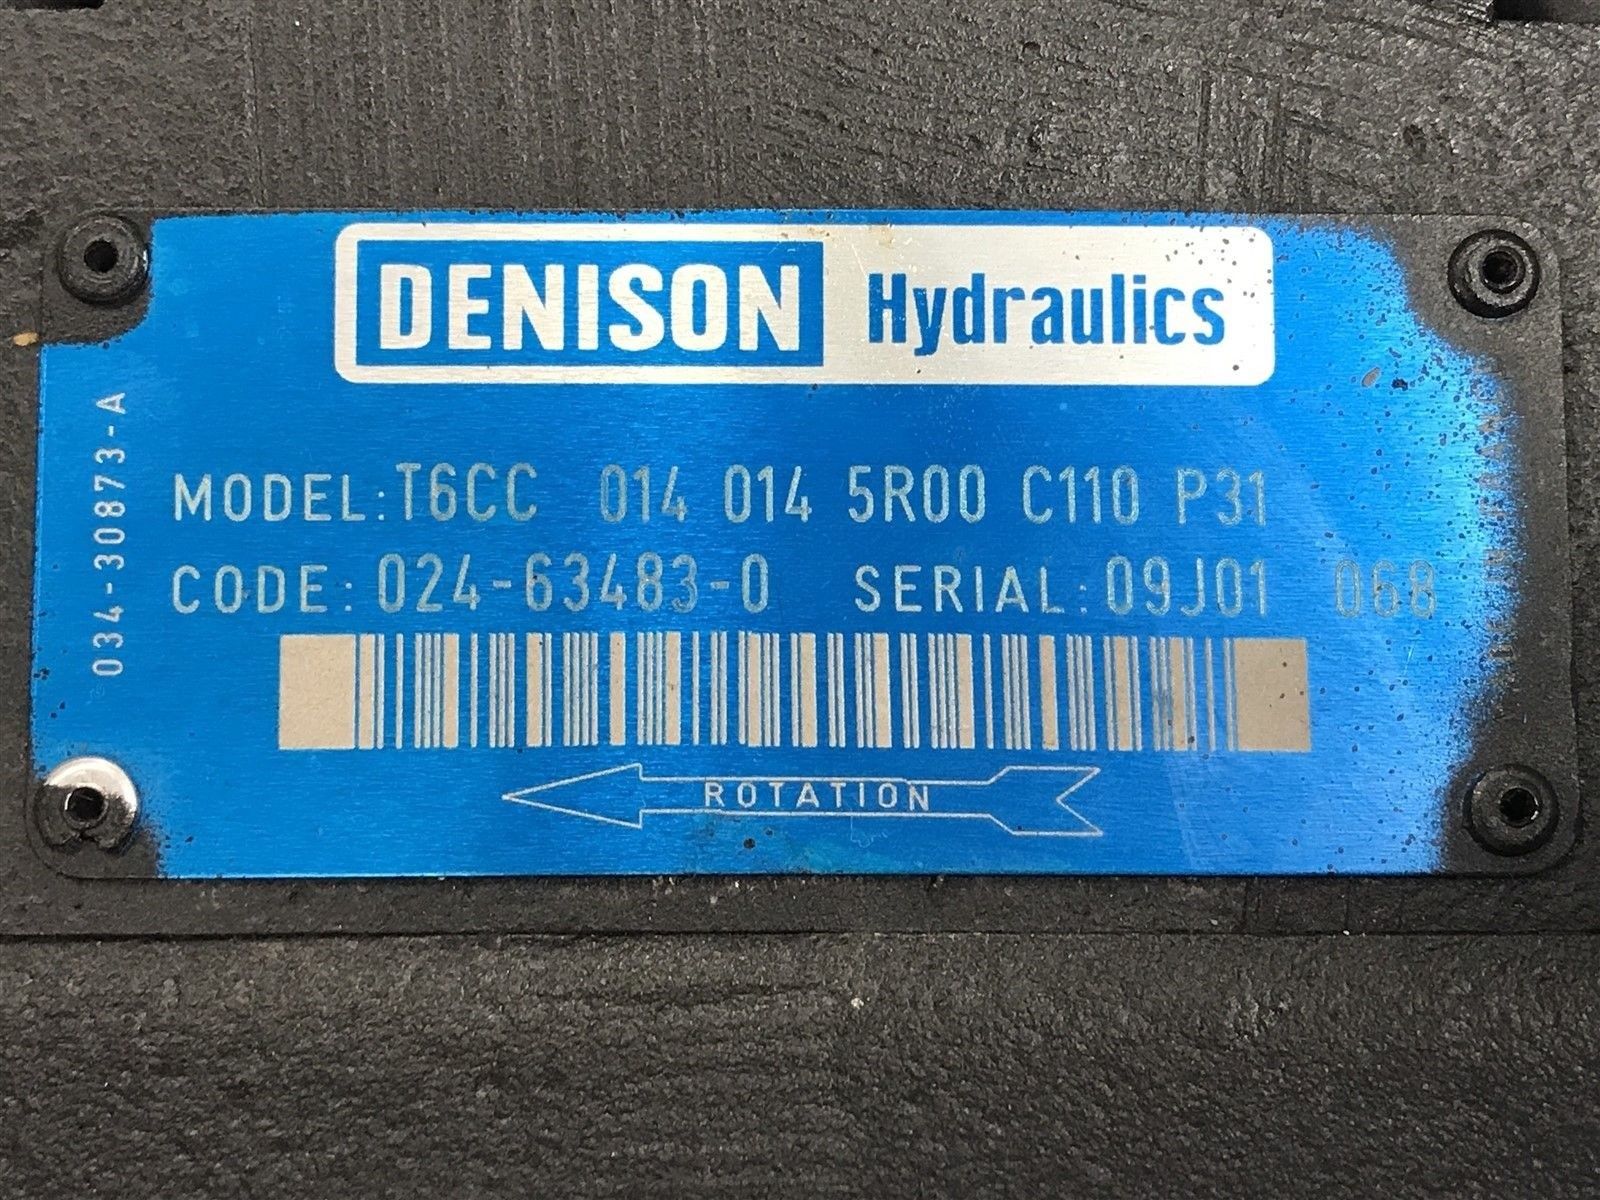 DENISON Hydraulics
034-30873-A
MODEL: T6CC 014 014 5R00 C110 P31
CODE: 024-63483-0 SERIAL: 09J01 068
ROTATION